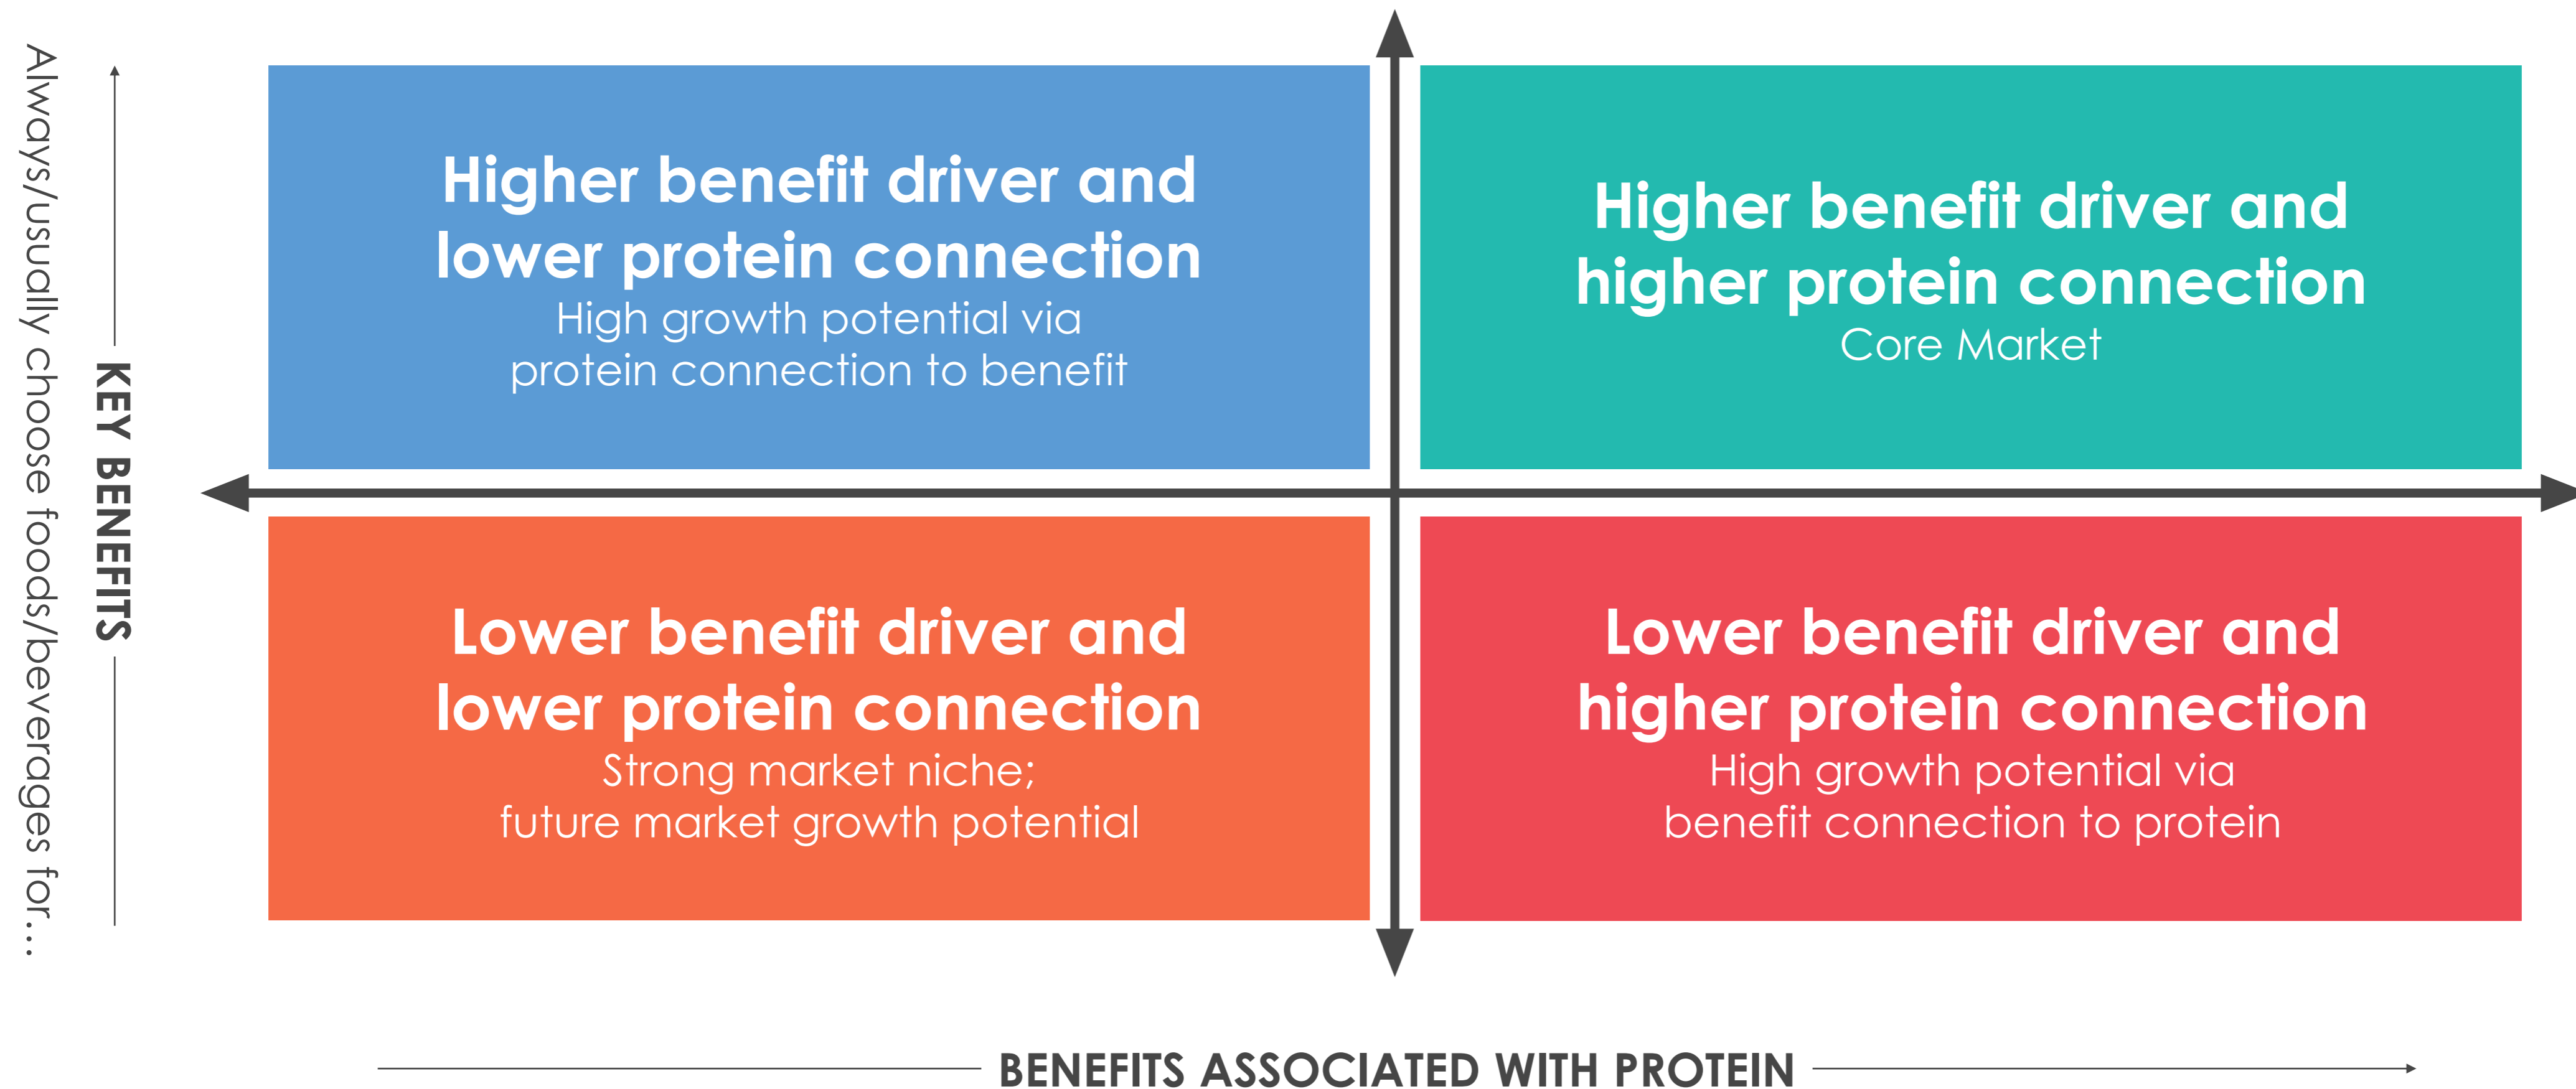 Always/usually choose foods/beverages for...
KEY BENEFITS
Higher benefit driver and
lower protein connection
High growth potential via
protein connection to benefit
Higher benefit driver and
higher protein connection
Core Market
Lower benefit driver and
lower protein connection
Strong market niche;
future market growth potential
Lower benefit driver and
higher protein connection
High growth potential via
benefit connection to protein
BENEFITS ASSOCIATED WITH PROTEIN